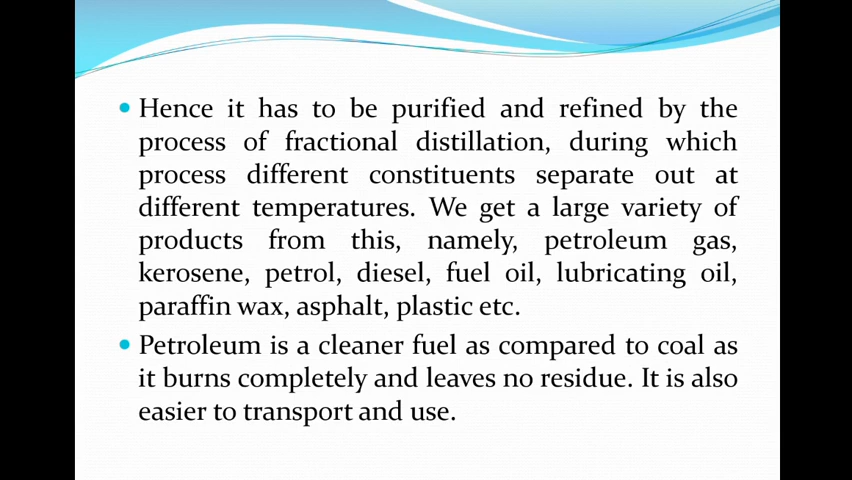 Hence it has to be purified and refined by the
process of fractional distillation, during which
process different constituents separate out at
different temperatures. We get a large variety of
products from this, namely, petroleum gas,
kerosene, petrol, diesel, fuel oil, lubricating oil,
paraffin wax, asphalt, plastic etc.
Petroleum is a cleaner fuel as compared to coal as
it burns completely and leaves no residue. It is also
easier to transport and use.